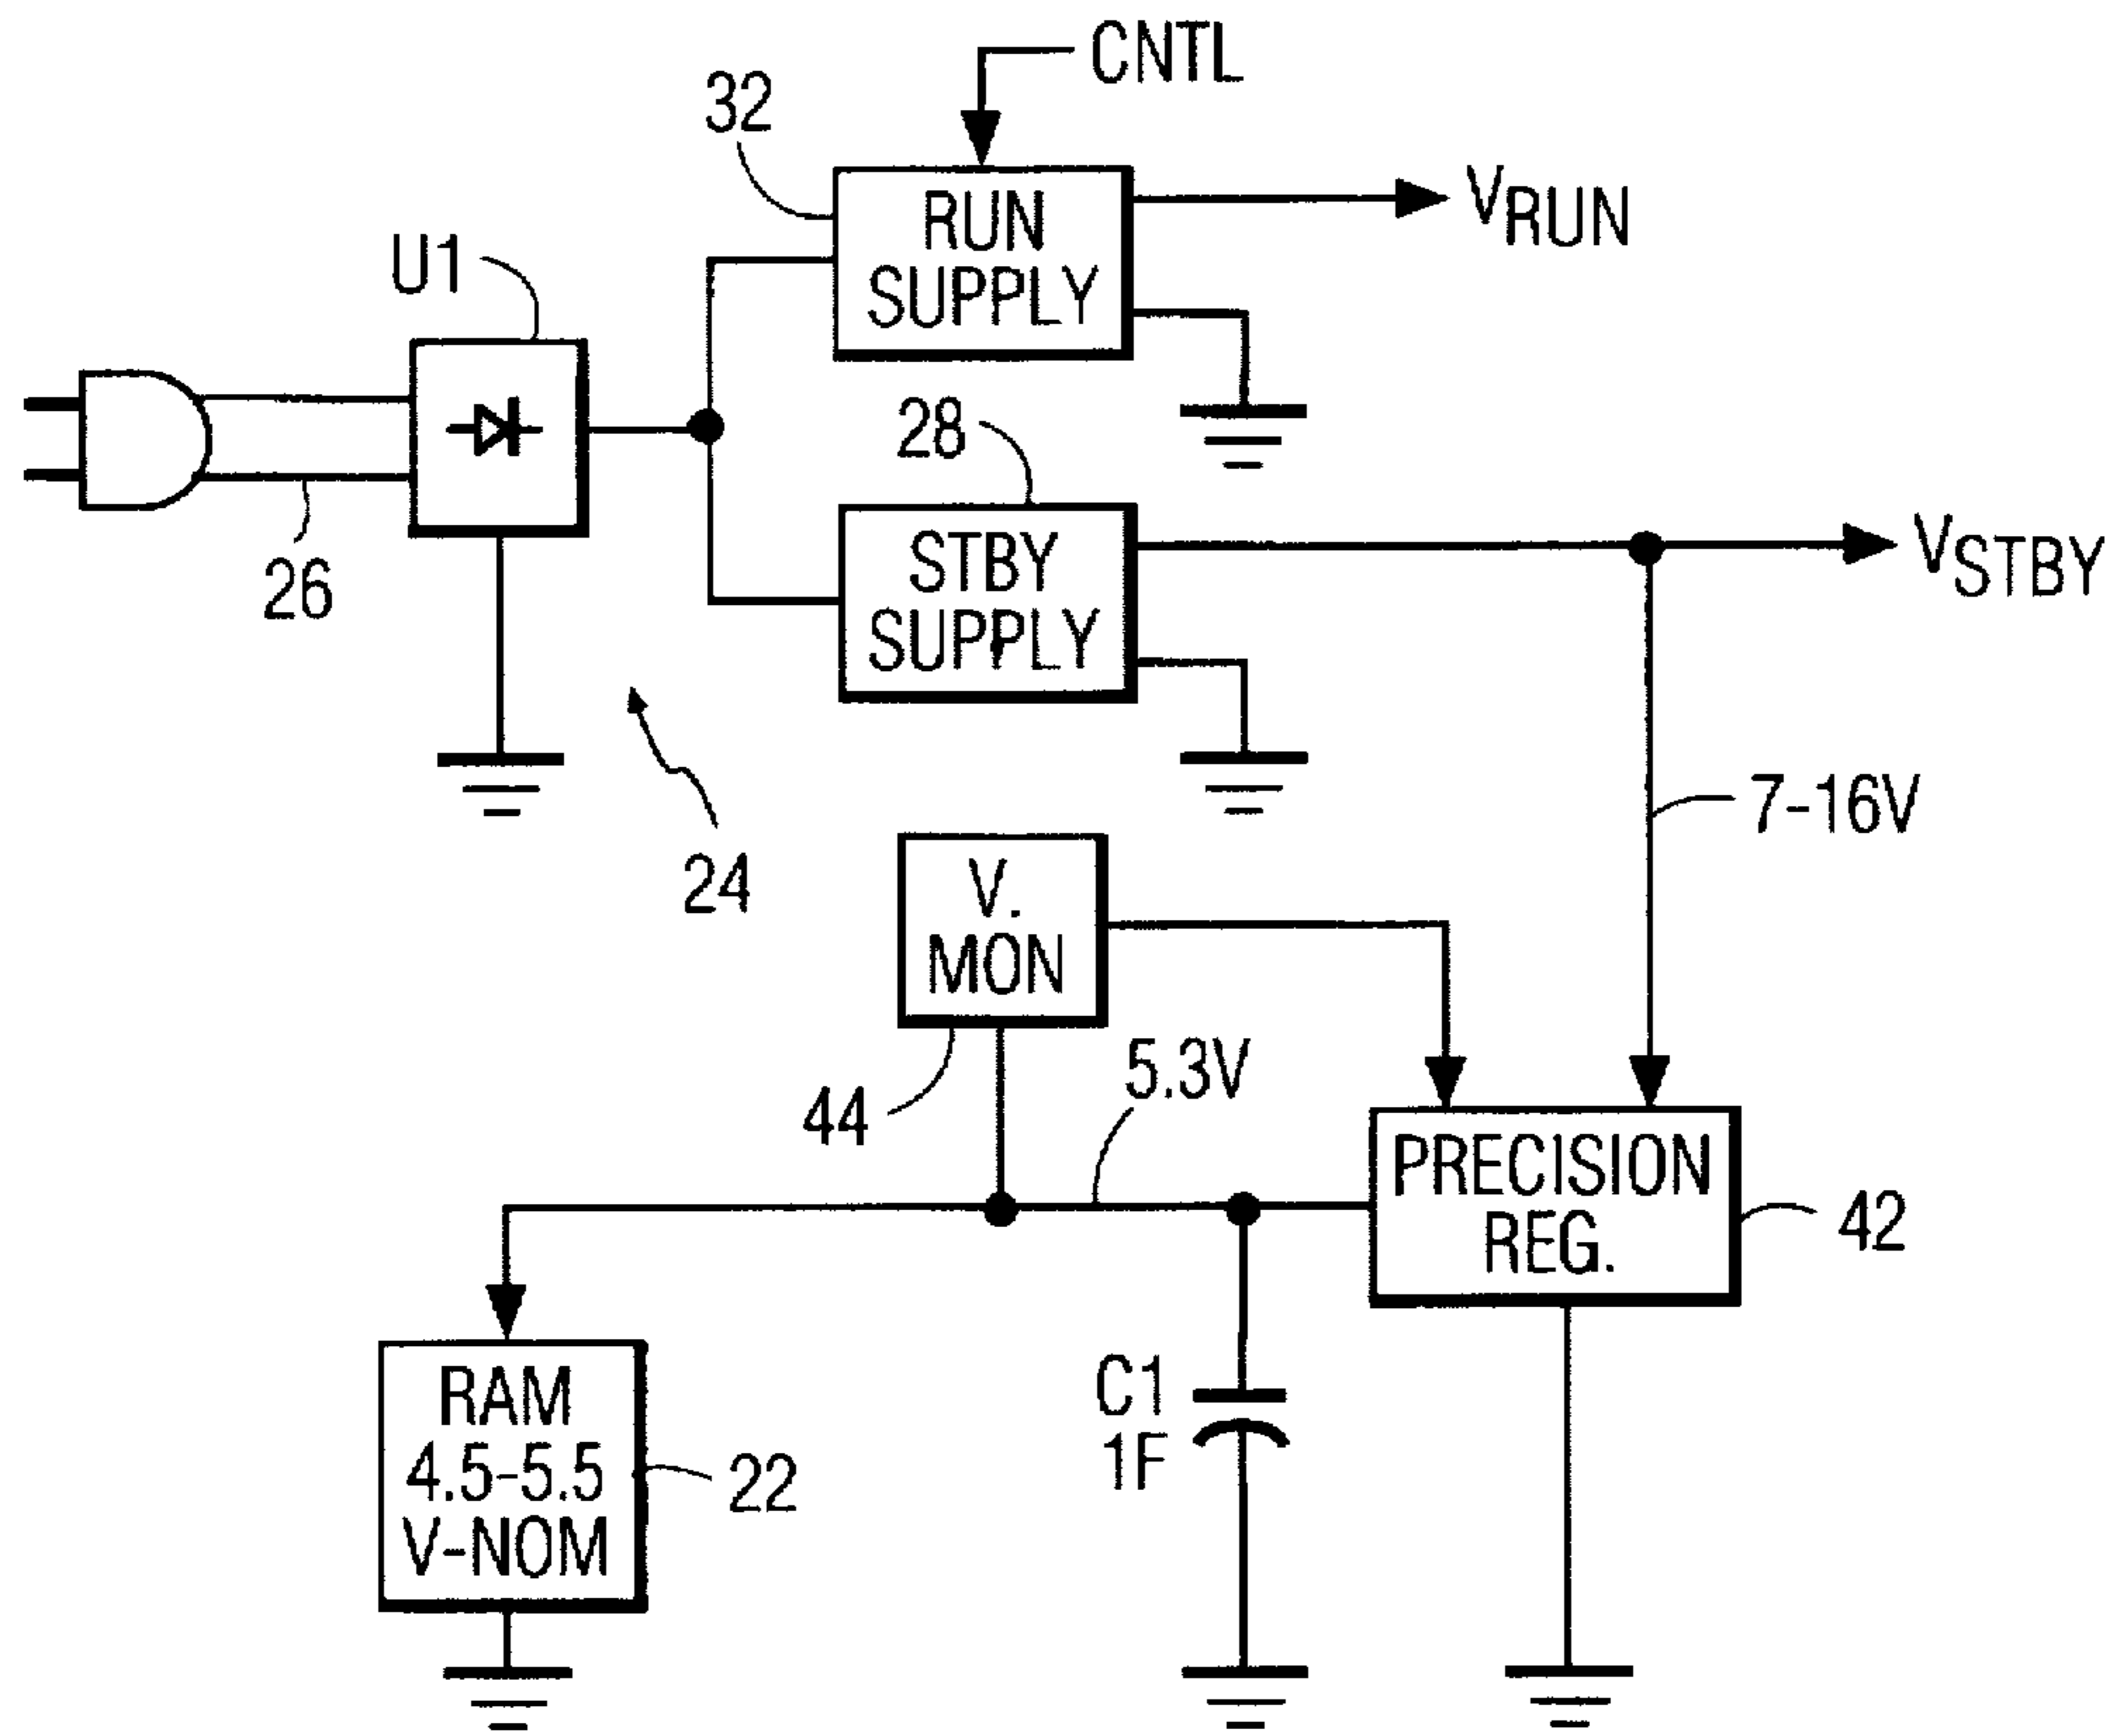 CNTL
32
RUN
SUPPLY
VRUN
U1
26
28
STBY
SUPPLY
VSTBY
24
7-16V
V.
MON
44
5.3V
PRECISION
REG.
42
C1
1F
RAM
4.5-5.5
V-NOM
22